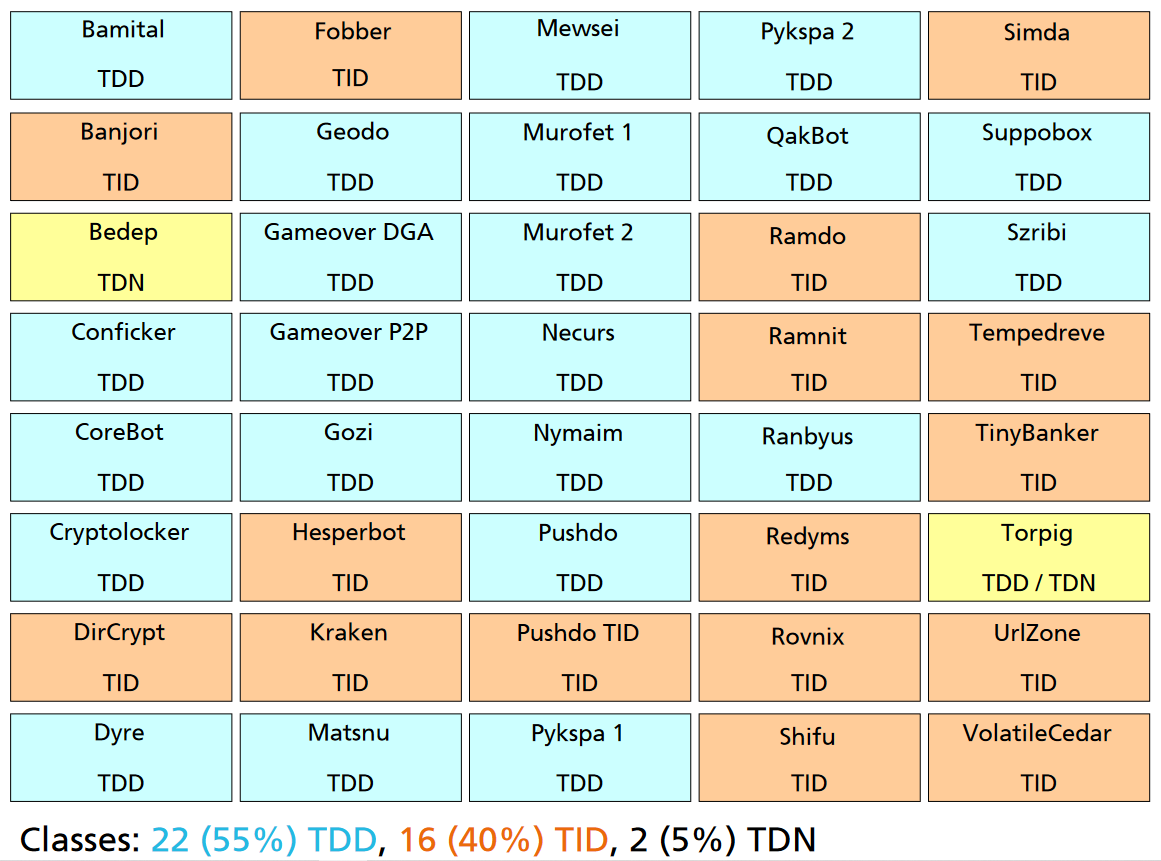 Bamital
TDD
Fobber
TID
Mewsei
TDD
Pykspa 2
TDD
Simda
TID
Banjori
TID
Geodo
TDD
Murofet 1
TDD
QakBot
TDD
Suppobox
TDD
Bedep
TDN
Gameover DGA
TDD
Murofet 2
TDD
Ramdo
TID
Szribi
TDD
Conficker
TDD
Gameover P2P
TDD
Necurs
TDD
Ramnit
TID
Tempedreve
TID
CoreBot
TDD
Gozi
TDD
Nymaim
TDD
Ranbyus
TDD
TinyBanker
TID
Cryptolocker
TDD
Hesperbot
TID
Pushdo
TDD
Redyms
TID
Torpig
TDD / TDN
DirCrypt
TID
Kraken
TID
Pushdo TID
TID
Rovnix
TID
UrlZone
TID
Dyre
TDD
Matsnu
TDD
Pykspa 1
TDD
Shifu
TID
VolatileCedar
TID
Classes: 22 (55%) TDD, 16 (40%) TID, 2 (5%) TDN